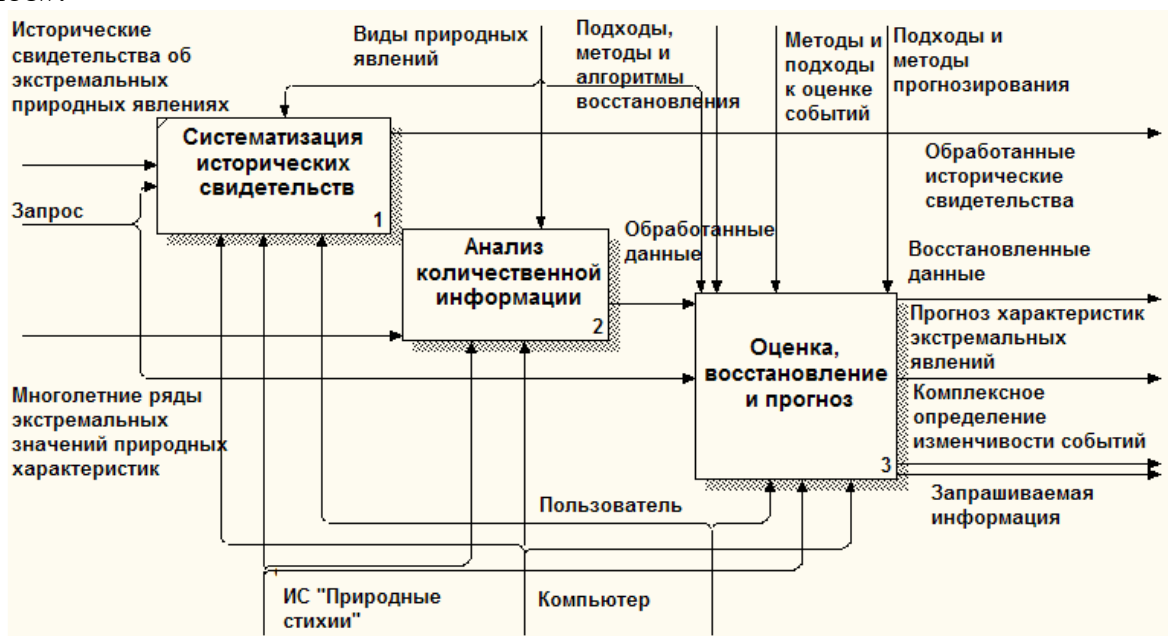 Исторические
свидетельства об
экстремальных
природных явлениях
Виды природных
явлений
Подходы,
методы и
алгоритмы
восстановления
Методы и
подходы
к оценке
событий
Подходы и
методы
прогнозирования
Систематизация
исторических
свидетельств
1
Обработанные
исторические
свидетельства
Запрос
Анализ
количественной
информации
2
Обработанные
данные
Восстановленные
данные
Оценка,
восстановление
и прогноз
3
Прогноз характеристик
экстремальных
явлений
Многолетние ряды
экстремальных
значений природных
характеристик
Комплексное
определение
изменчивости событий
Запрашиваемая
информация
Пользователь
ИС "Природные
стихии"
Компьютер